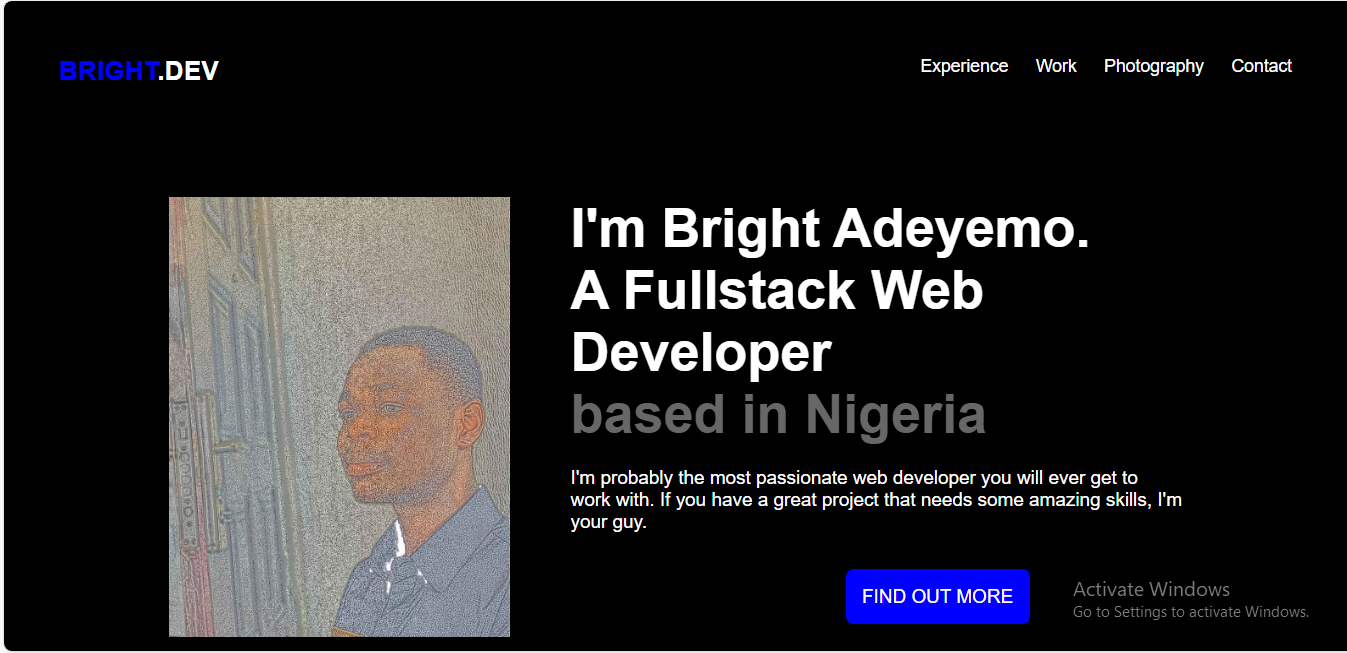 BRIGHT.DEV
Experience Work Photography Contact
I'm Bright Adeyemo.
A Fullstack Web
Developer
based in Nigeria
I'm probably the most passionate web developer you will ever get to
work with. If you have a great project that needs some amazing skills, I'm
your guy.
FIND OUT MORE
Activate Windows
Go to Settings to activate Windows.